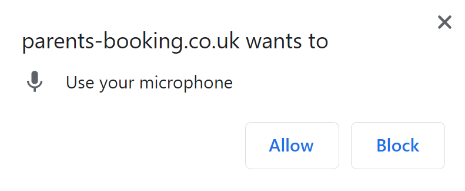 parents-booking.co.uk wants to
Use your microphone
Allow Block